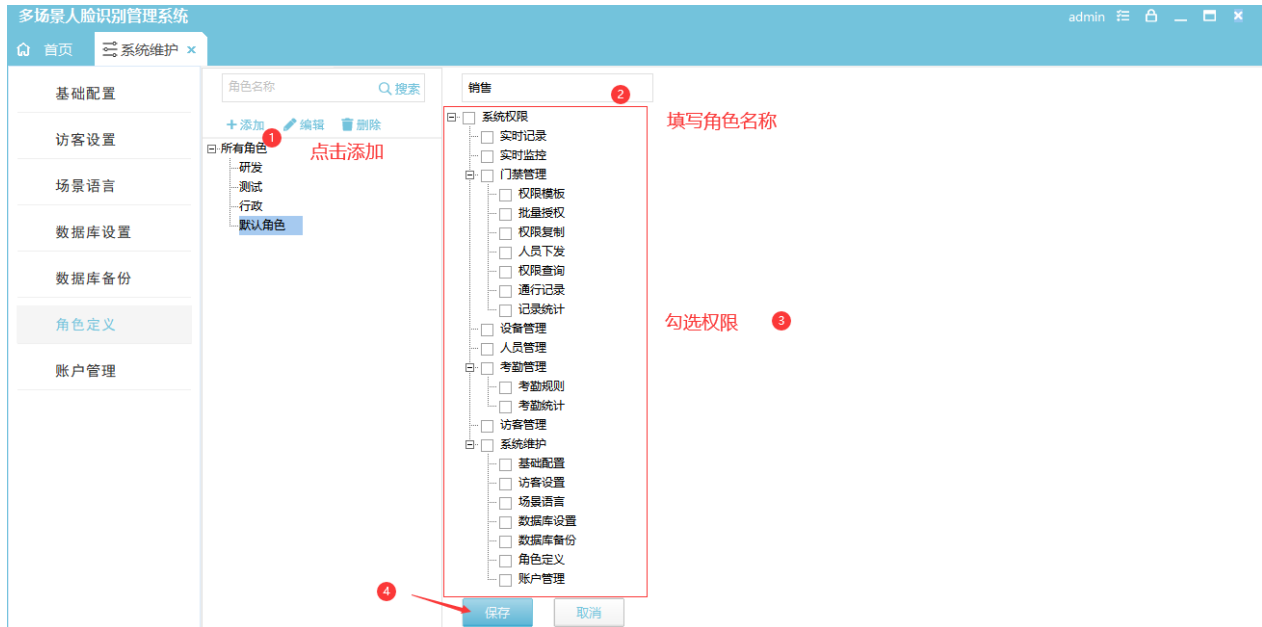 多场景人脸识别管理系统
admin
首页
系统维护
基础配置
访客设置
场景语言
数据库设置
数据库备份
角色定义
账户管理
角色名称
搜索
添加
编辑
删除
1
点击添加
所有角色
研发
测试
行政
默认角色
销售
2
填写角色名称
系统权限
实时记录
实时监控
门禁管理
权限模板
批量授权
权限复制
人员下发
权限查询
通行记录
记录统计
设备管理
人员管理
考勤管理
考勤规则
考勤统计
访客管理
系统维护
基础配置
访客设置
场景语言
数据库设置
数据库备份
角色定义
账户管理
勾选权限
3
4
保存
取消